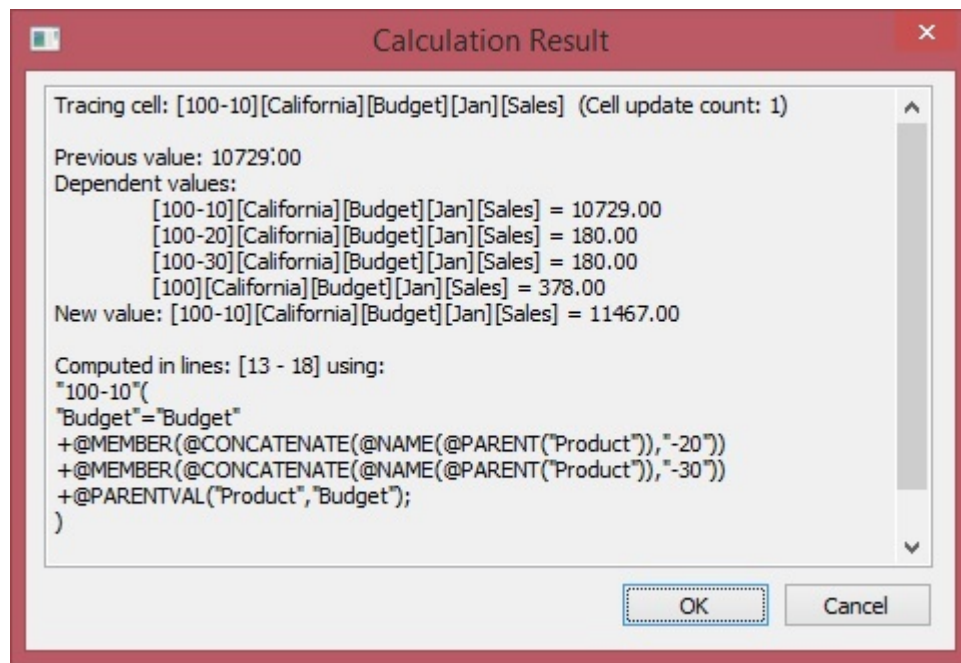 Calculation Result
Tracing cell: [100-10][California][Budget][Jan][Sales]  (Cell update count: 1)
Previous value: 10729.00
Dependent values:
[100-10][California][Budget][Jan][Sales] = 10729.00
[100-20][California][Budget][Jan][Sales] = 180.00
[100-30][California][Budget][Jan][Sales] = 180.00
[100][California][Budget][Jan][Sales] = 378.00
New value: [100-10][California][Budget][Jan][Sales] = 11467.00
Computed in lines: [13 - 18] using:
"100-10"(
"Budget"="Budget"
+@MEMBER(@CONCATENATE(@NAME(@PARENT("Product")),"-20"))
+@MEMBER(@CONCATENATE(@NAME(@PARENT("Product")),"-30"))
+@PARENTVAL("Product","Budget");
)
OK
Cancel